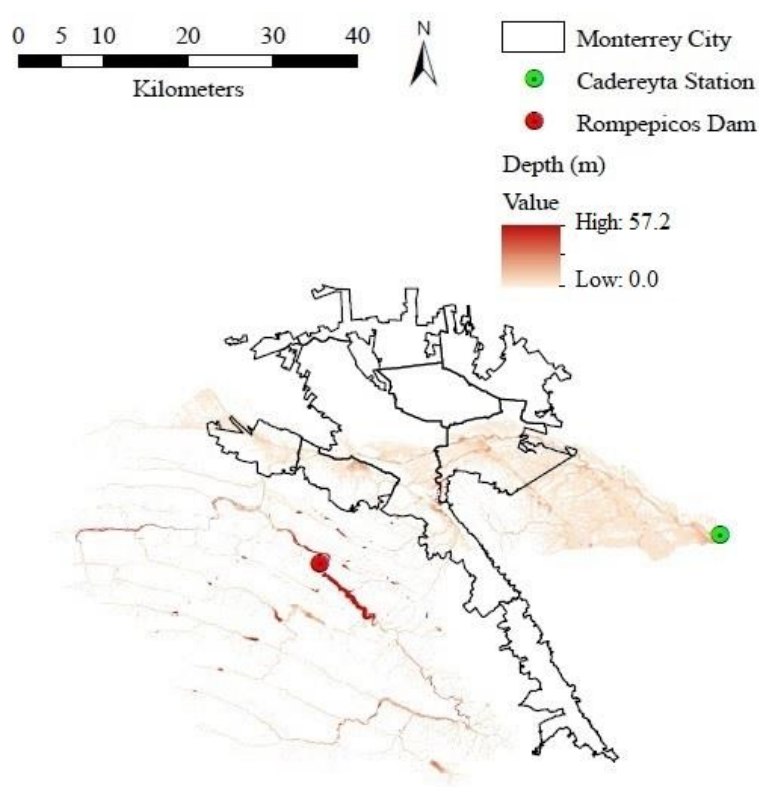 0 5 10 20 30 40
Kilometers
N
Monterrey City
Cadereyta Station
Rompepicos Dam
Depth (m)
Value
High: 57.2
Low: 0.0